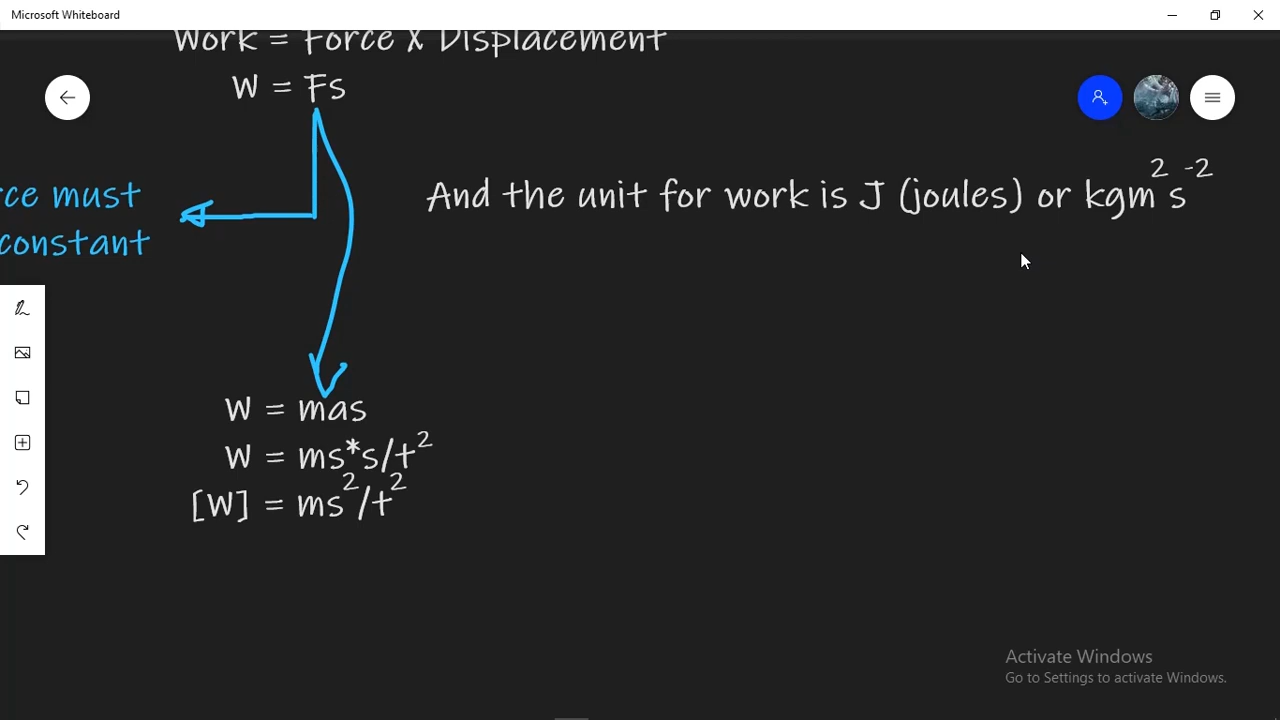 Microsoft Whiteboard
Work = Force X Displacement
W = Fs
rce must
constant
And the unit for work is J (joules) or kgm² s⁻²
W = mas
W = ms*s/t²
[W] = ms²/t²
Activate Windows
Go to Settings to activate Windows.